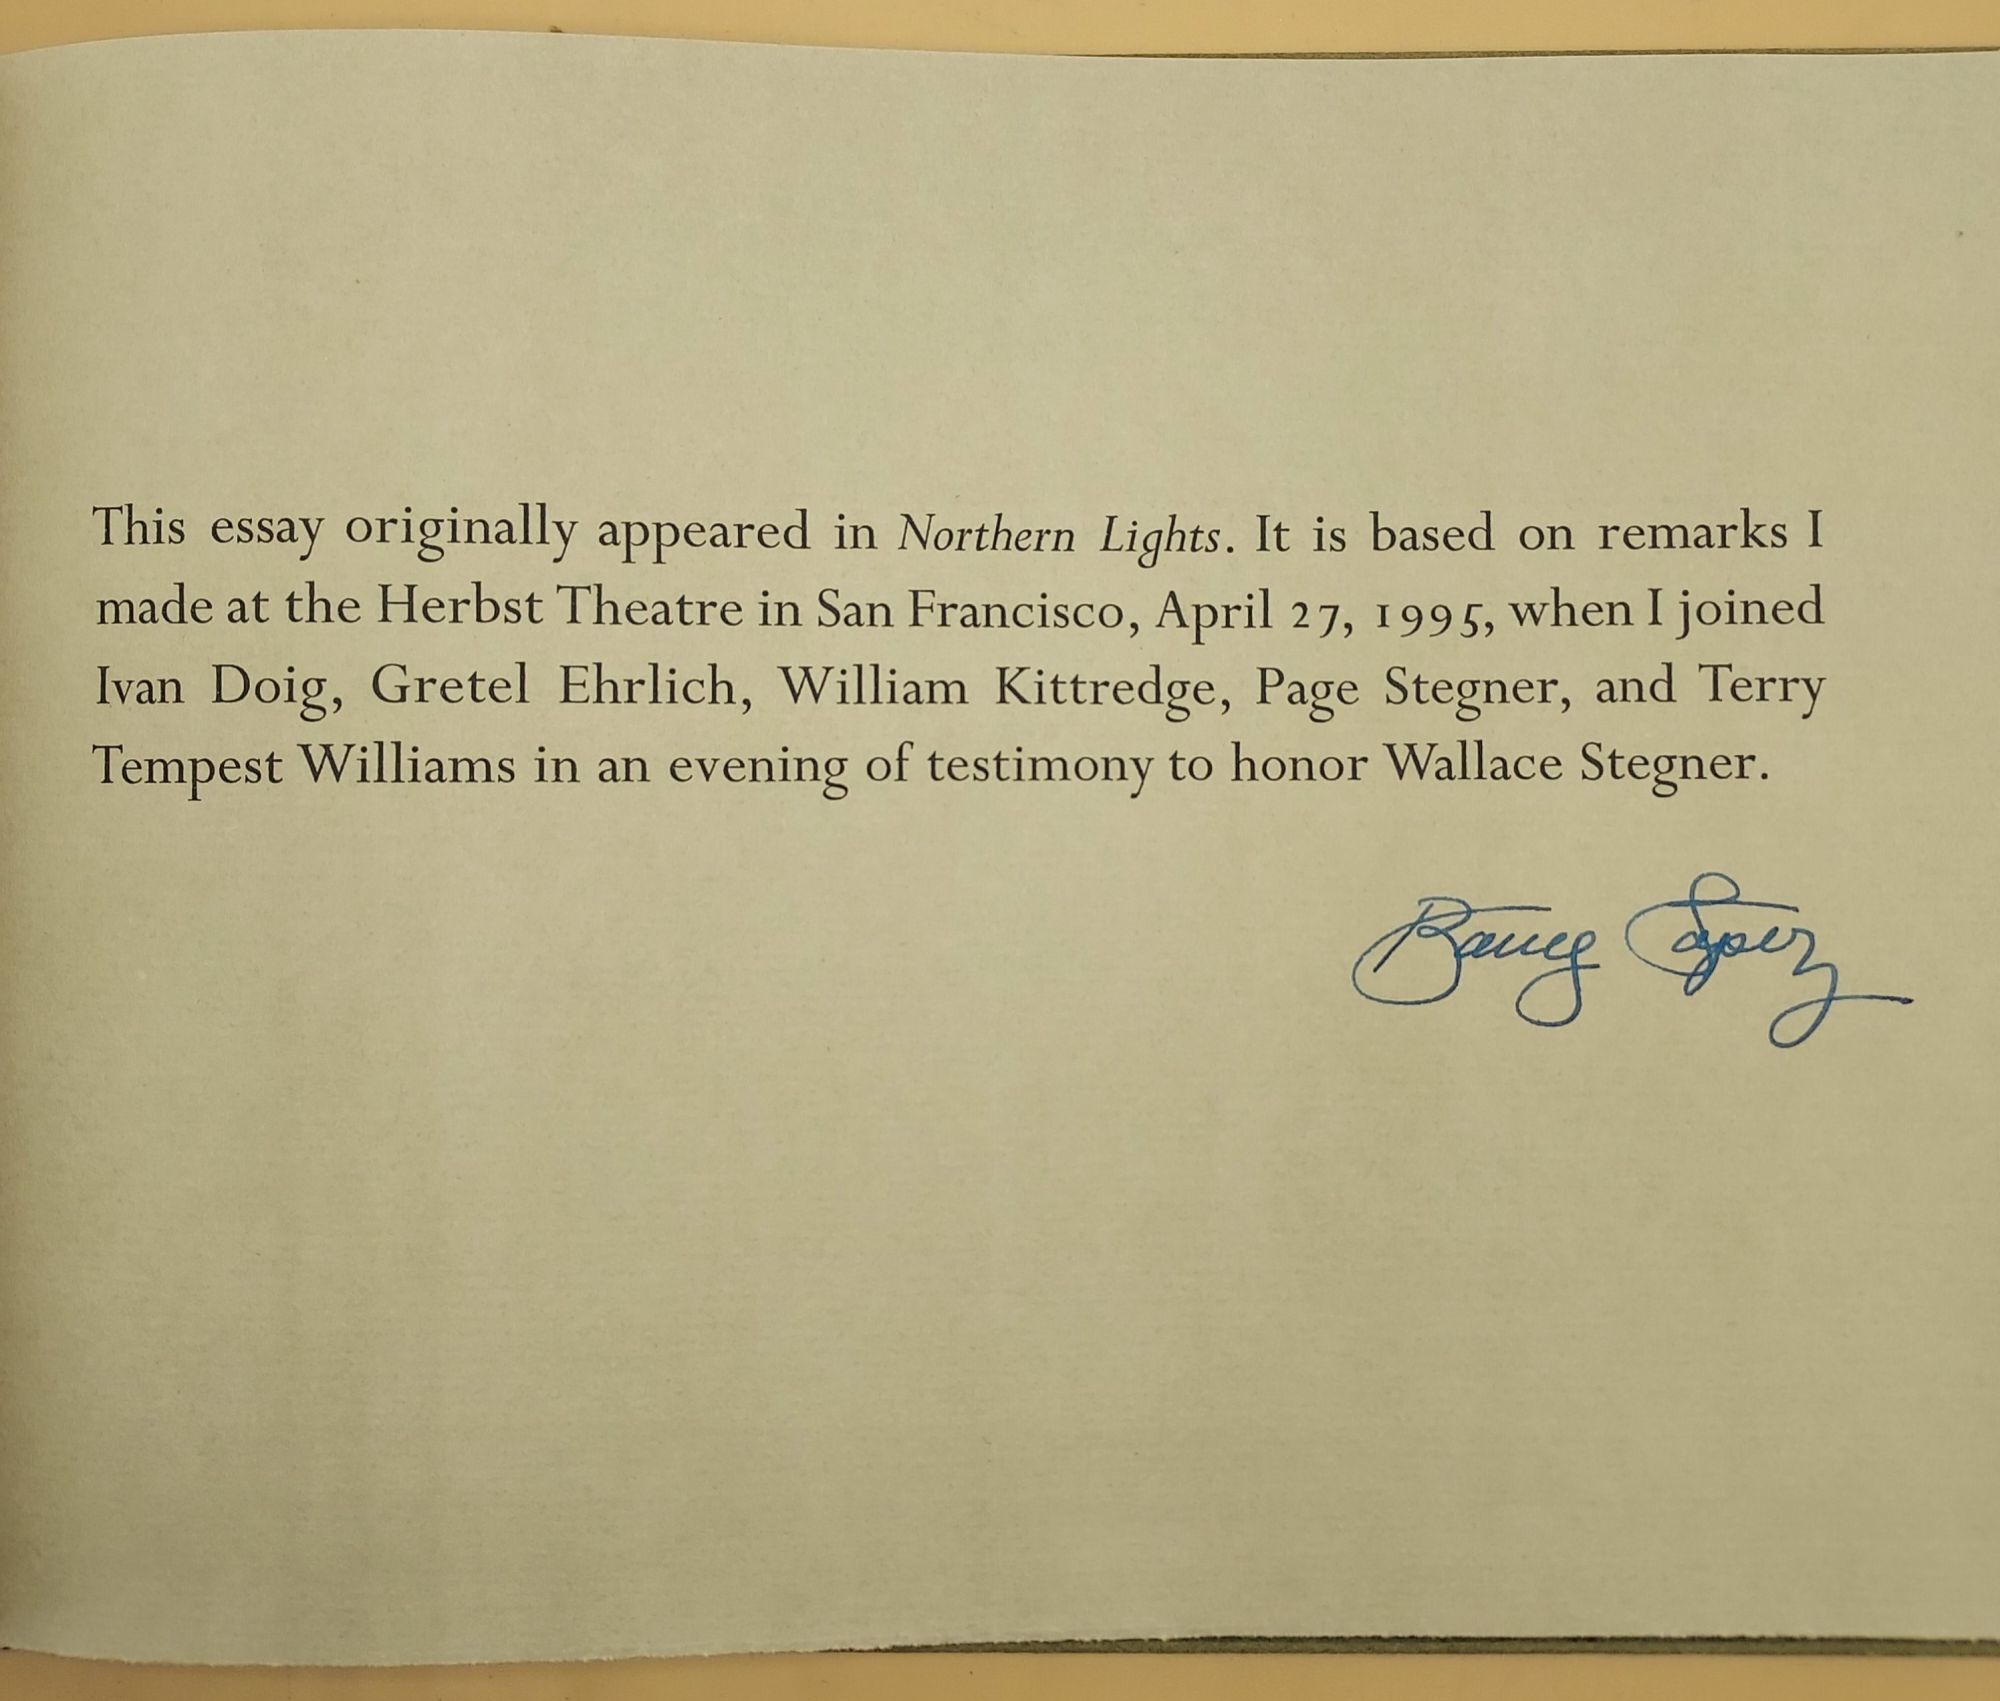 This essay originally appeared in Northern Lights. It is based on remarks I
made at the Herbst Theatre in San Francisco, April 27, 1995, when I joined
Ivan Doig, Gretel Ehrlich, William Kittredge, Page Stegner, and Terry
Tempest Williams in an evening of testimony to honor Wallace Stegner.
Barry Lopez